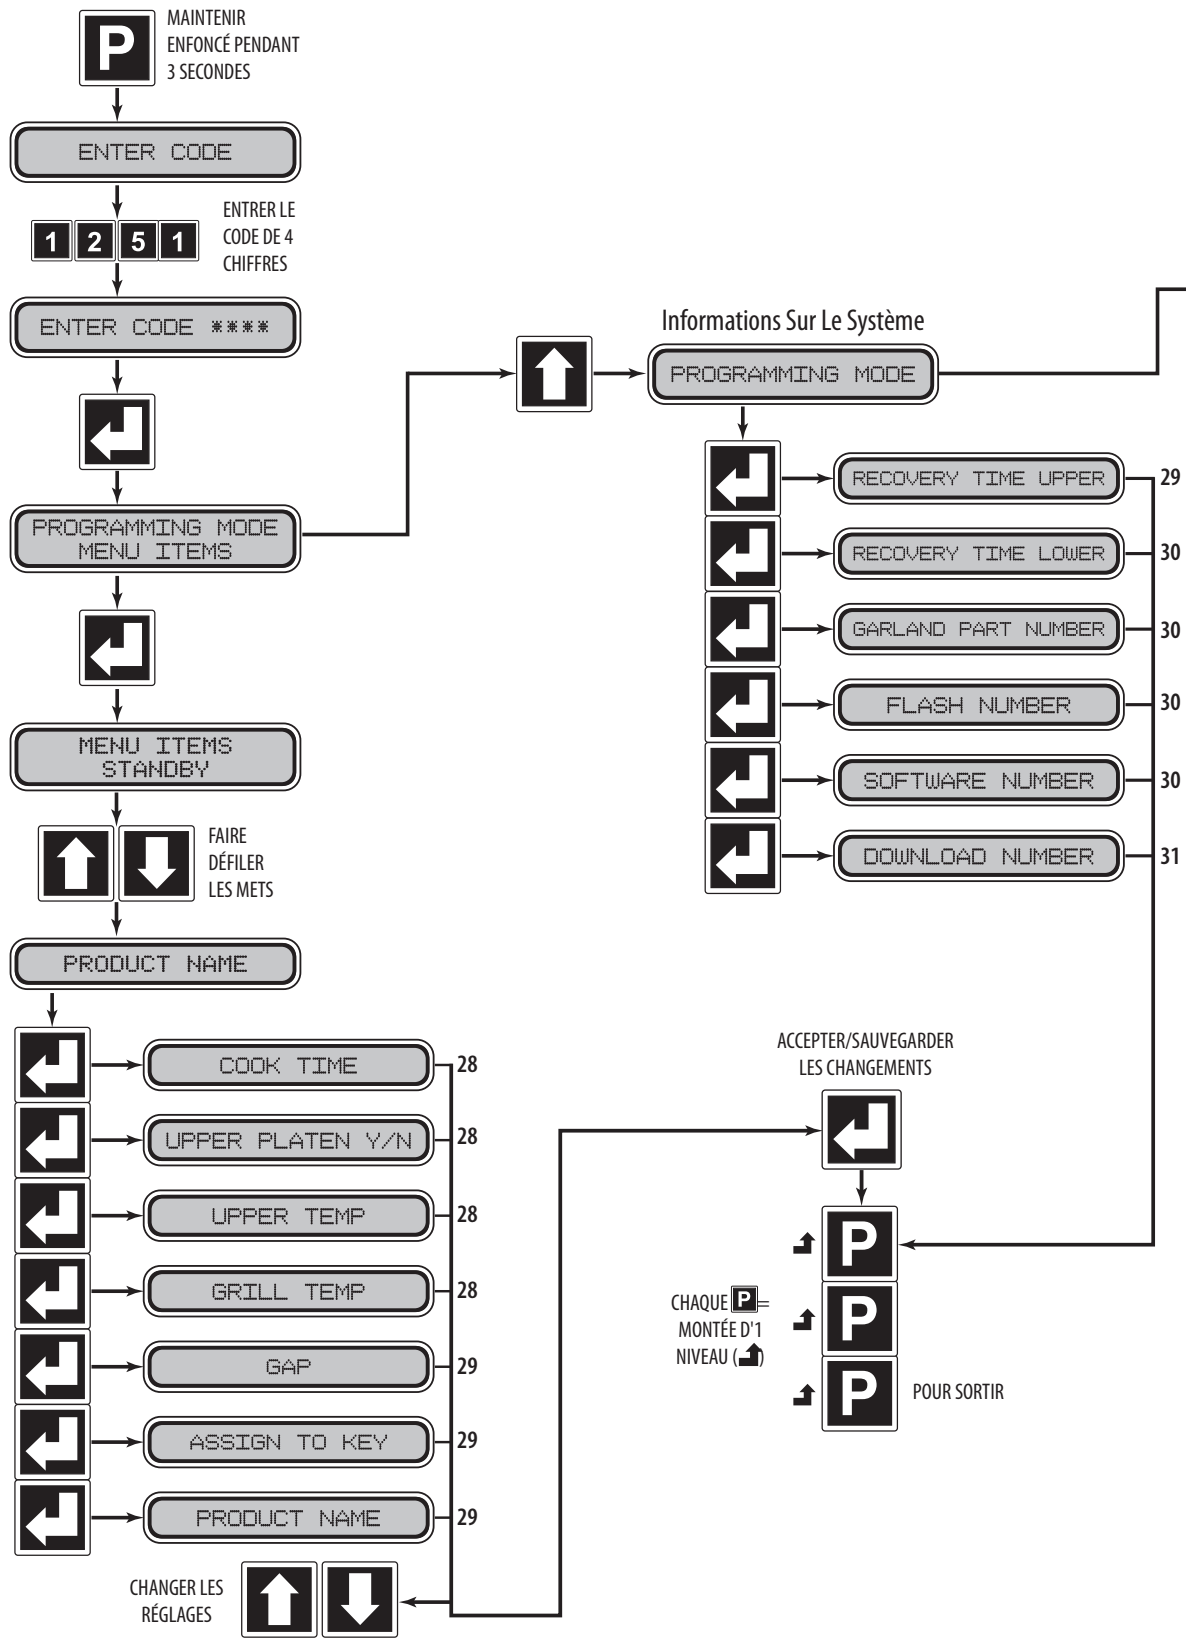 P
MAINTENIR
ENFONCÉ PENDANT
3 SECONDES
ENTER CODE
1 2 5 1
ENTRER LE
CODE DE 4
CHIFFRES
ENTER CODE ****
PROGRAMMING MODE
MENU ITEMS
MENU ITEMS
STANDBY
FAIRE
DÉFILER
LES METS
PRODUCT NAME
COOK TIME 28
UPPER PLATEN Y/N 28
UPPER TEMP 28
GRILL TEMP 28
GAP 29
ASSIGN TO KEY 29
PRODUCT NAME 29
CHANGER LES
RÉGLAGES
Informations Sur Le Système
PROGRAMMING MODE
RECOVERY TIME UPPER 29
RECOVERY TIME LOWER 30
GARLAND PART NUMBER 30
FLASH NUMBER 30
SOFTWARE NUMBER 30
DOWNLOAD NUMBER 31
ACCEPTER/SAUVEGARDER
LES CHANGEMENTS
P
P
P
CHAQUE P=
MONTÉE D'1
NIVEAU ( )
POUR SORTIR